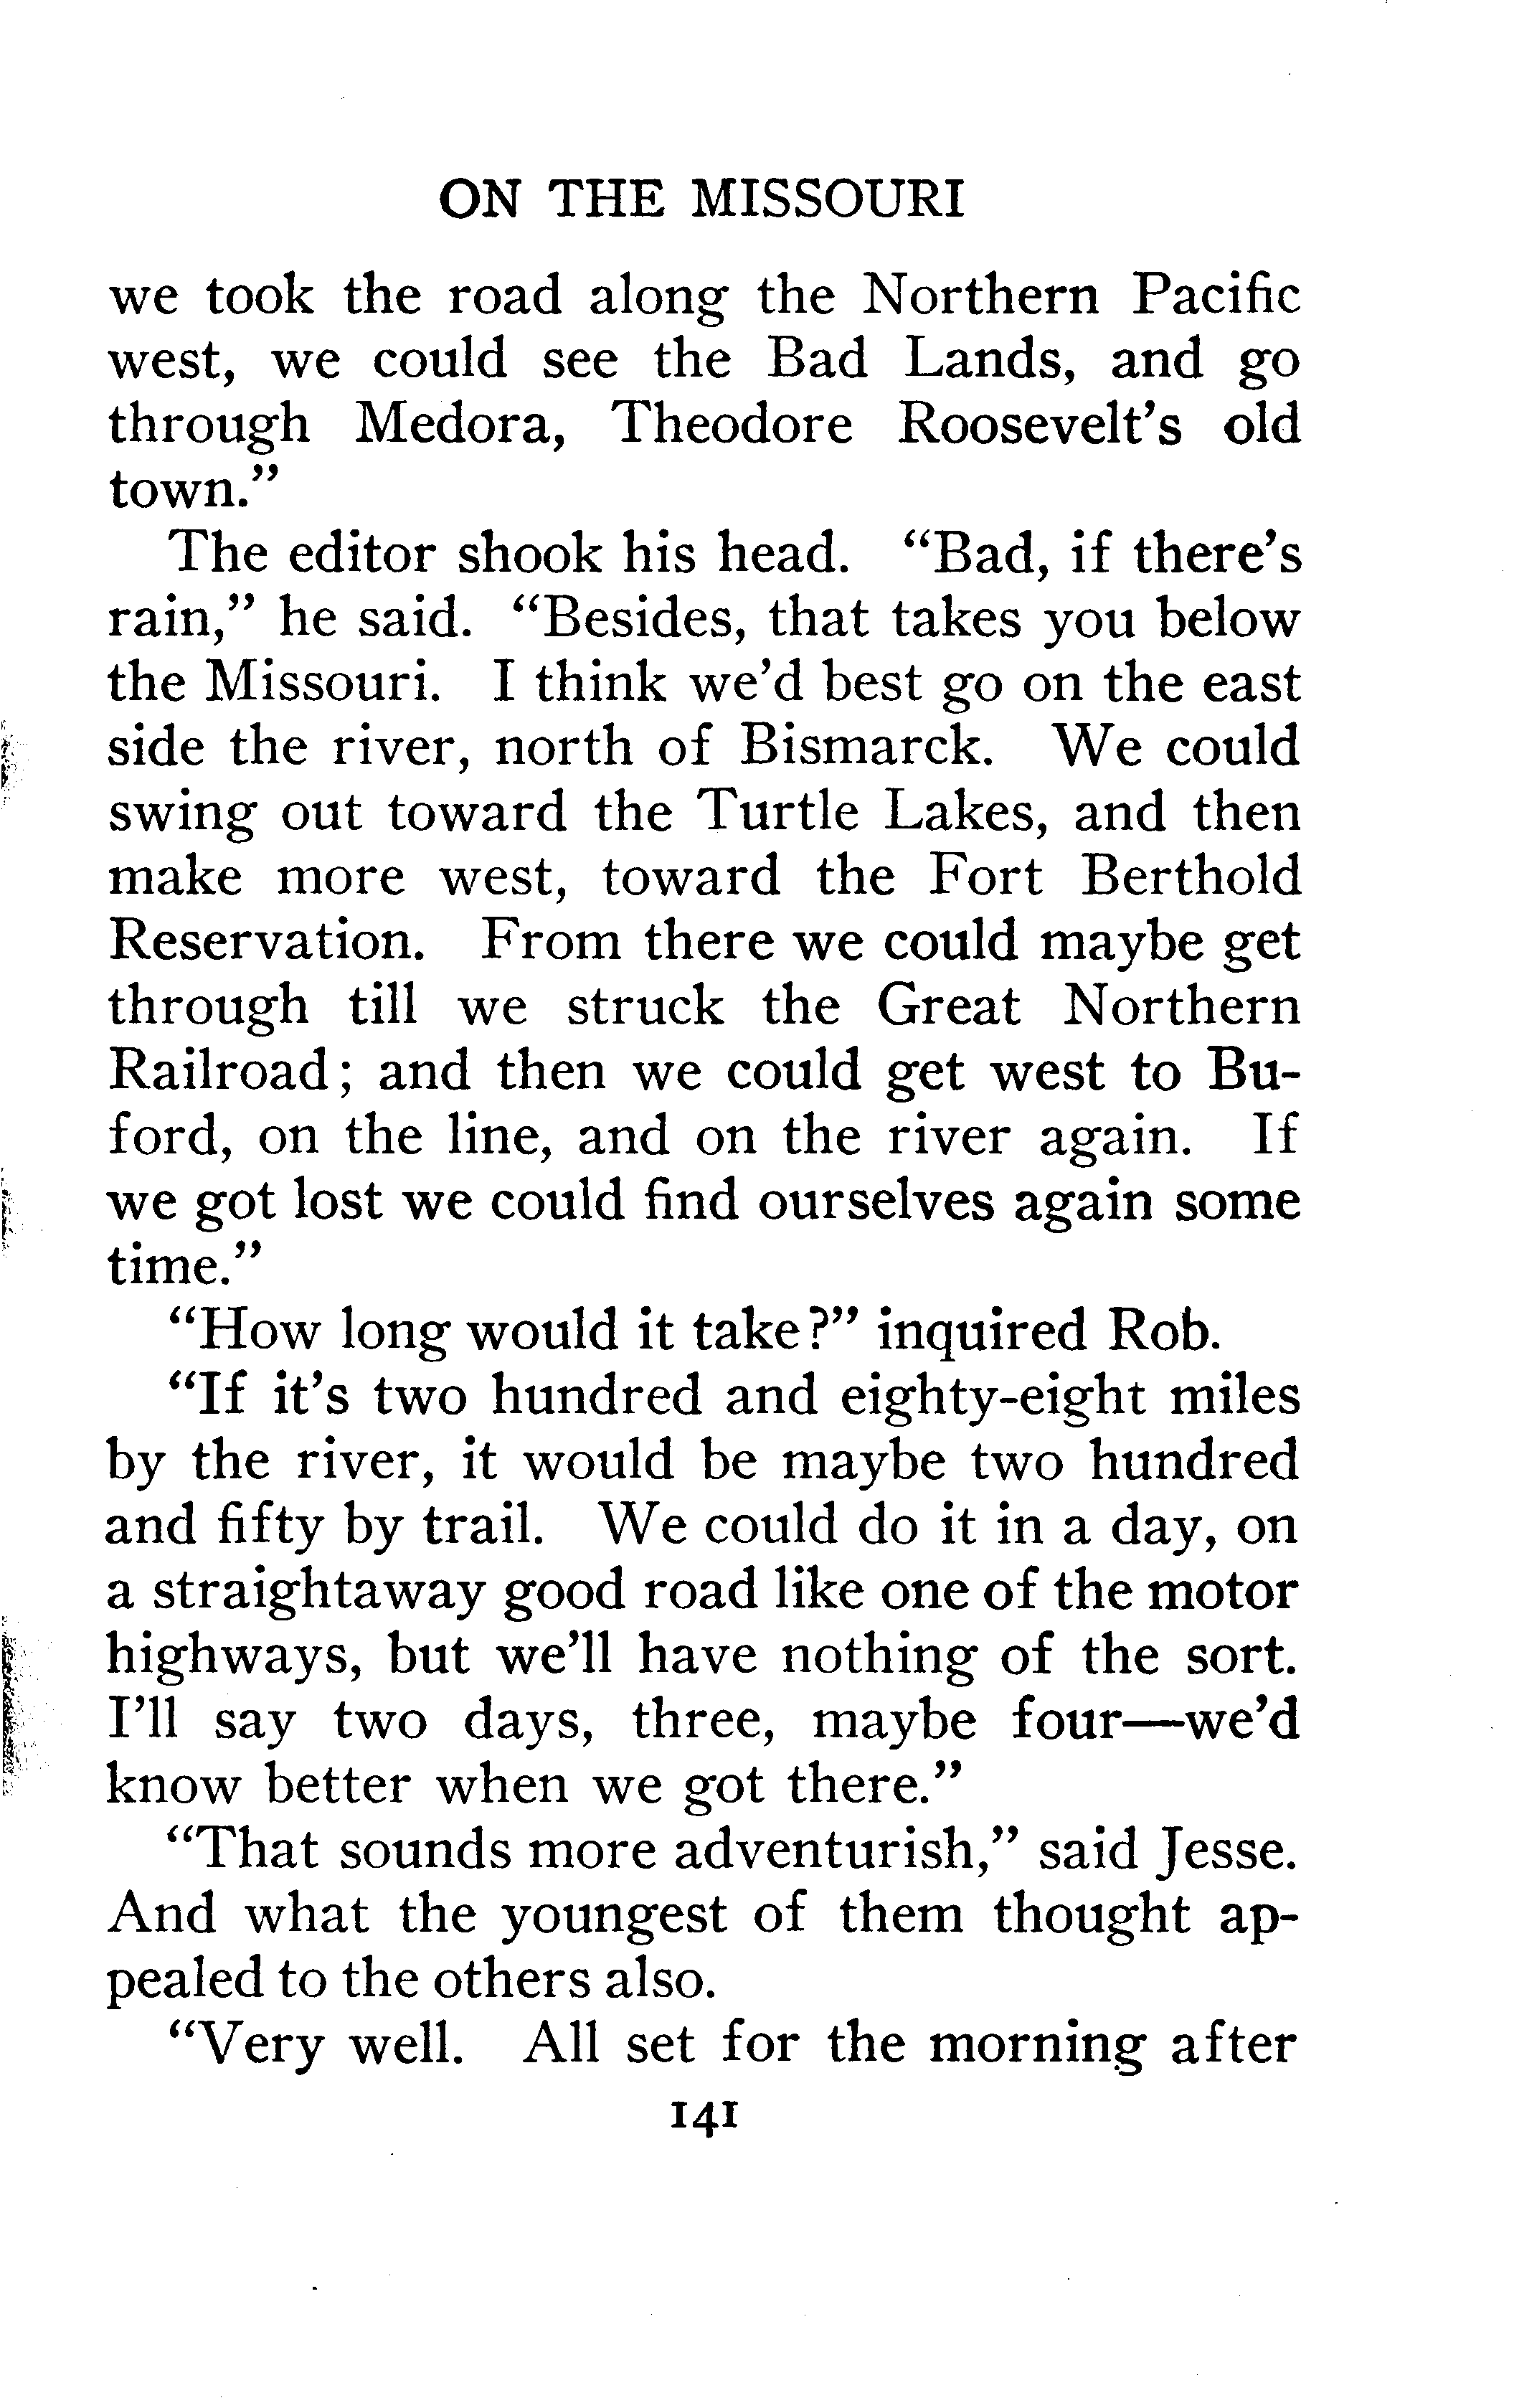 ON THE MISSOURI
we took the road along the Northern Pacific
west, we could see the Bad Lands, and go
through Medora, Theodore Roosevelt's old
town.”
The editor shook his head. “Bad, if there's
rain,” he said. “Besides, that takes you below
the Missouri. I think we'd best go on the east
side the river, north of Bismarck. We could
swing out toward the Turtle Lakes, and then
make more west, toward the Fort Berthold
Reservation. From there we could maybe get
through till we struck the Great Northern
Railroad; and then we could get west to Bu-
ford, on the line, and on the river again. If
we got lost we could find ourselves again some
time.”
“How long would it take?” inquired Rob.
“If it's two hundred and eighty-eight miles
by the river, it would be maybe two hundred
and fifty by trail. We could do it in a day, on
a straightaway good road like one of the motor
highways, but we'll have nothing of the sort.
I'll say two days, three, maybe four—we'd
know better when we got there.”
“That sounds more adventurish,” said Jesse.
And what the youngest of them thought ap-
pealed to the others also.
“Very well. All set for the morning after
141